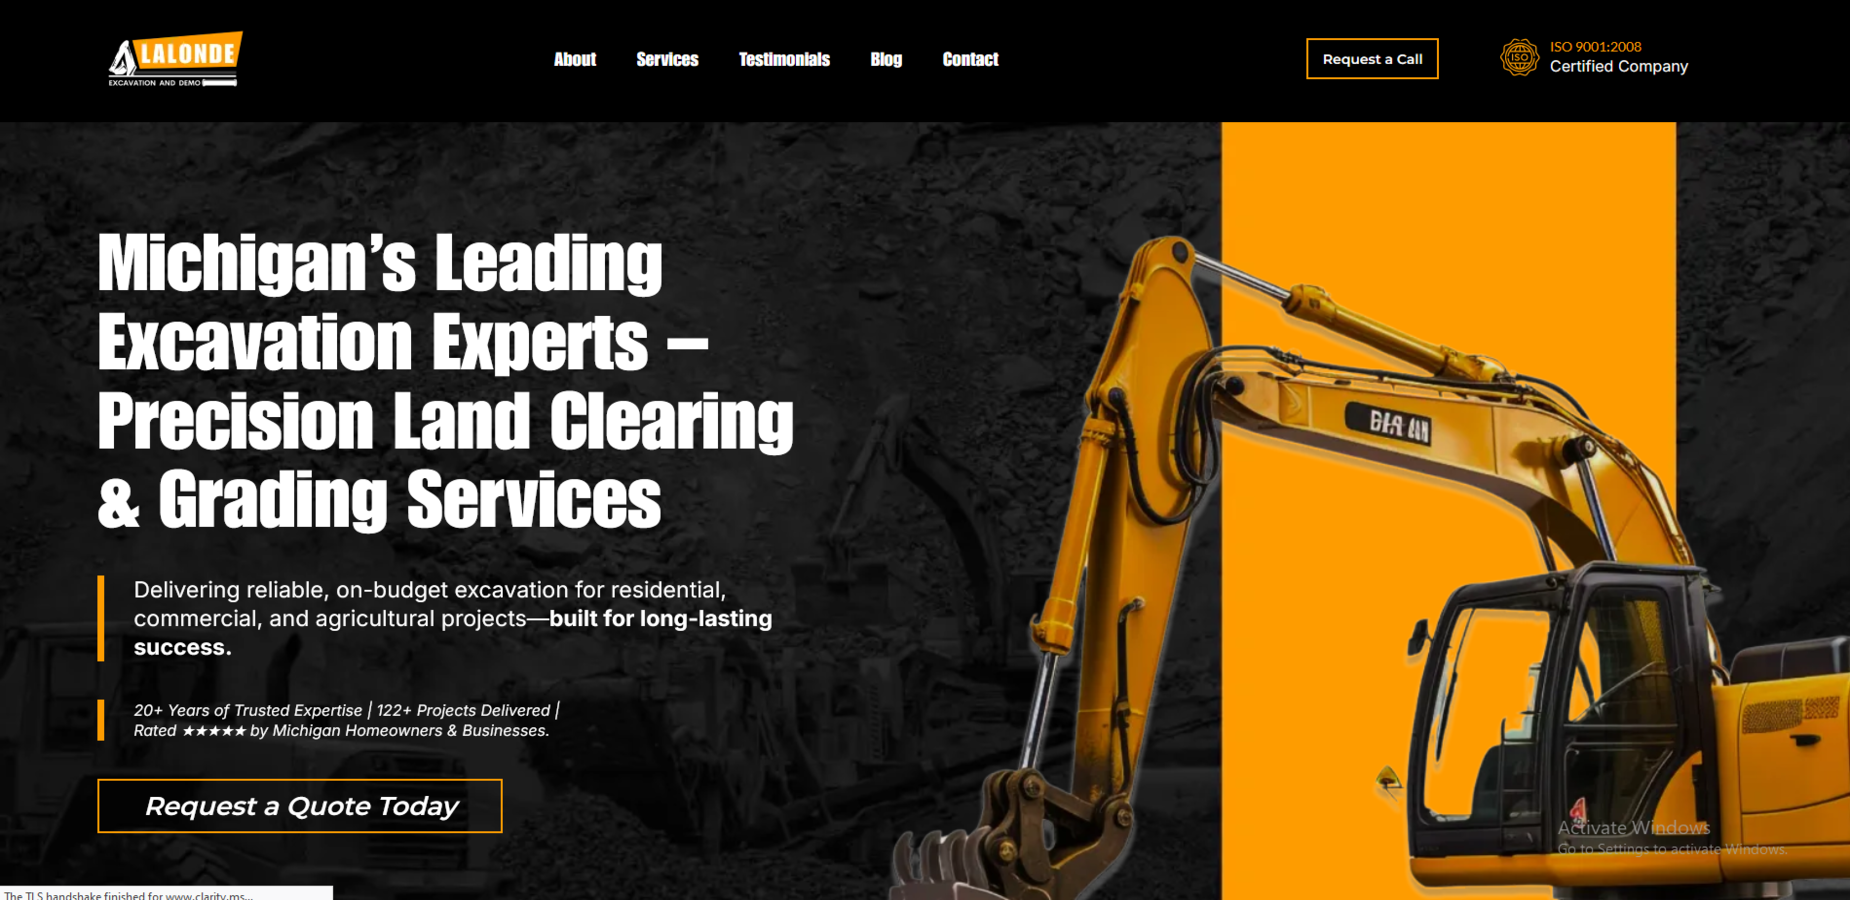 LALONDE
EXCAVATION AND DEMO
About Services Testimonials Blog Contact
Request a Call
ISO
ISO 9001:2008
Certified Company
Michigan’s Leading
Excavation Experts –
Precision Land Clearing
& Grading Services
Delivering reliable, on-budget excavation for residential,
commercial, and agricultural projects—built for long-lasting
success.
20+ Years of Trusted Expertise | 122+ Projects Delivered |
Rated ★★★★★ by Michigan Homeowners & Businesses.
Request a Quote Today
Activate Windows
Go to Settings to activate Windows.
The TLS handshake finished for www.clarity.ms...